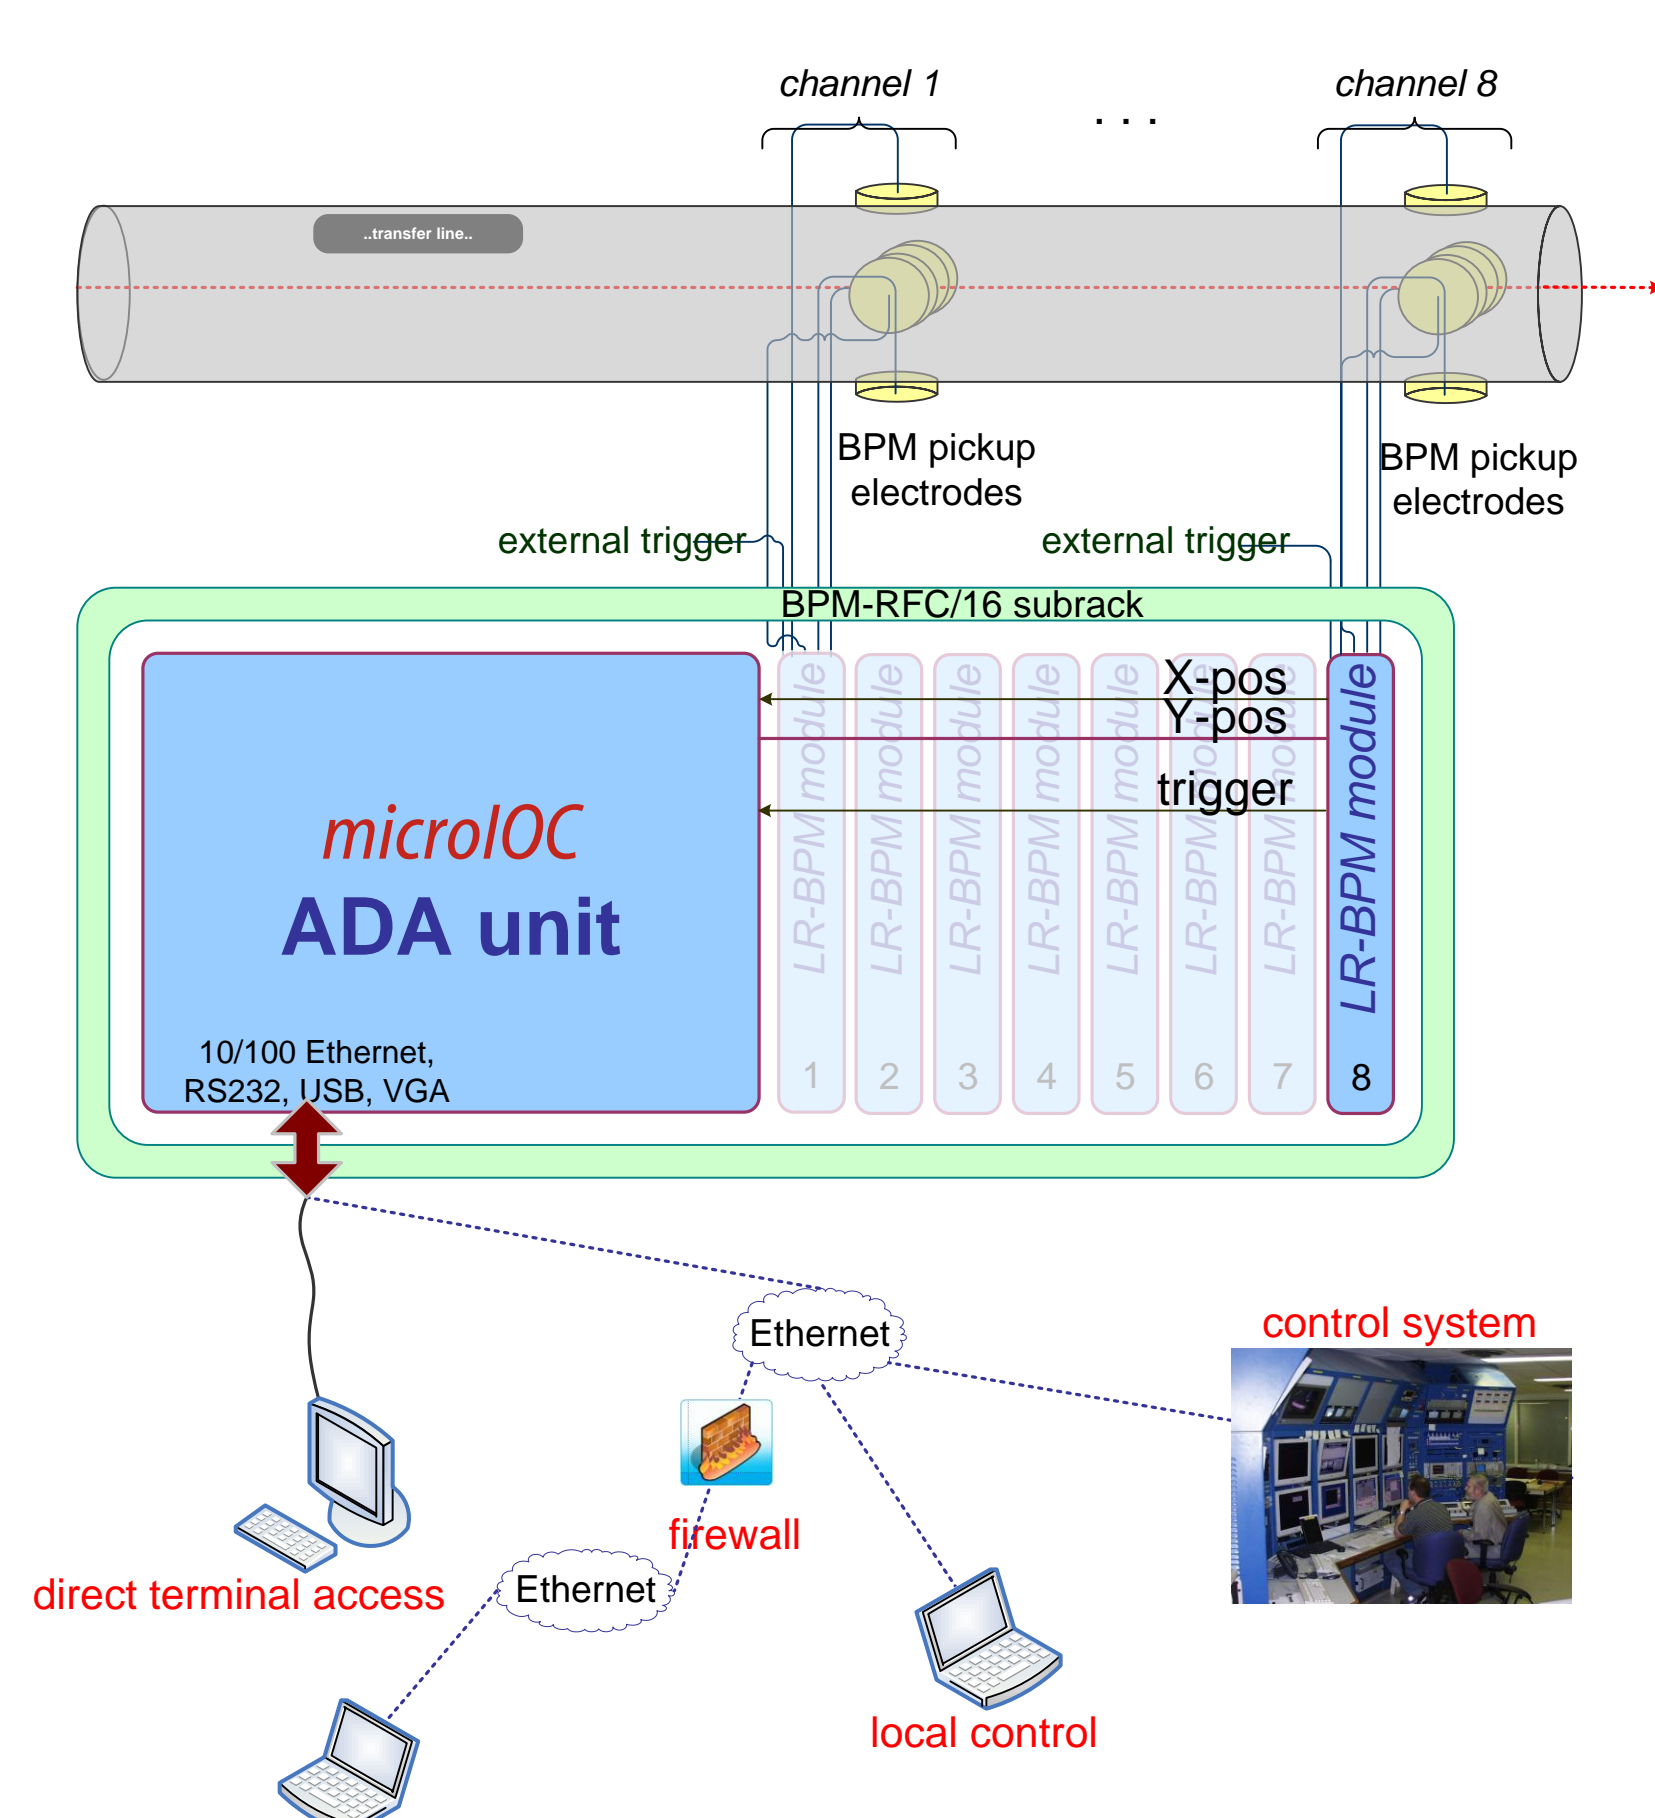 channel 1
. . .
channel 8
..transfer line..
BPM pickup
electrodes
BPM pickup
electrodes
external trigger
external trigger
BPM-RFC/16 subrack
X-pos
Y-pos
trigger
microIOC
ADA unit
10/100 Ethernet,
RS232, USB, VGA
LR-BPM module
1
LR-BPM module
2
LR-BPM module
3
LR-BPM module
4
LR-BPM module
5
LR-BPM module
6
LR-BPM module
7
LR-BPM module
8
Ethernet
control system
firewall
Ethernet
direct terminal access
local control